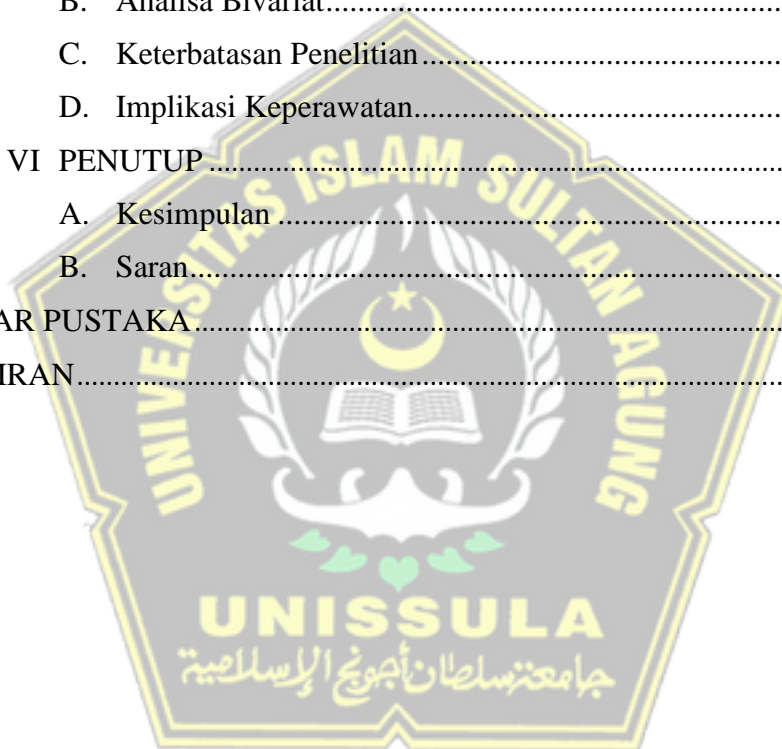 B. Analisa Bivariat
C. Keterbatasan Penelitian
D. Implikasi Keperawatan
VI PENUTUP
A. Kesimpulan
B. Saran
AR PUSTAKA
IRAN
UNIVERSITAS ISLAM SULTAN AGUNG
UNISSULA
جامعة سلطان أجونج الإسلامية